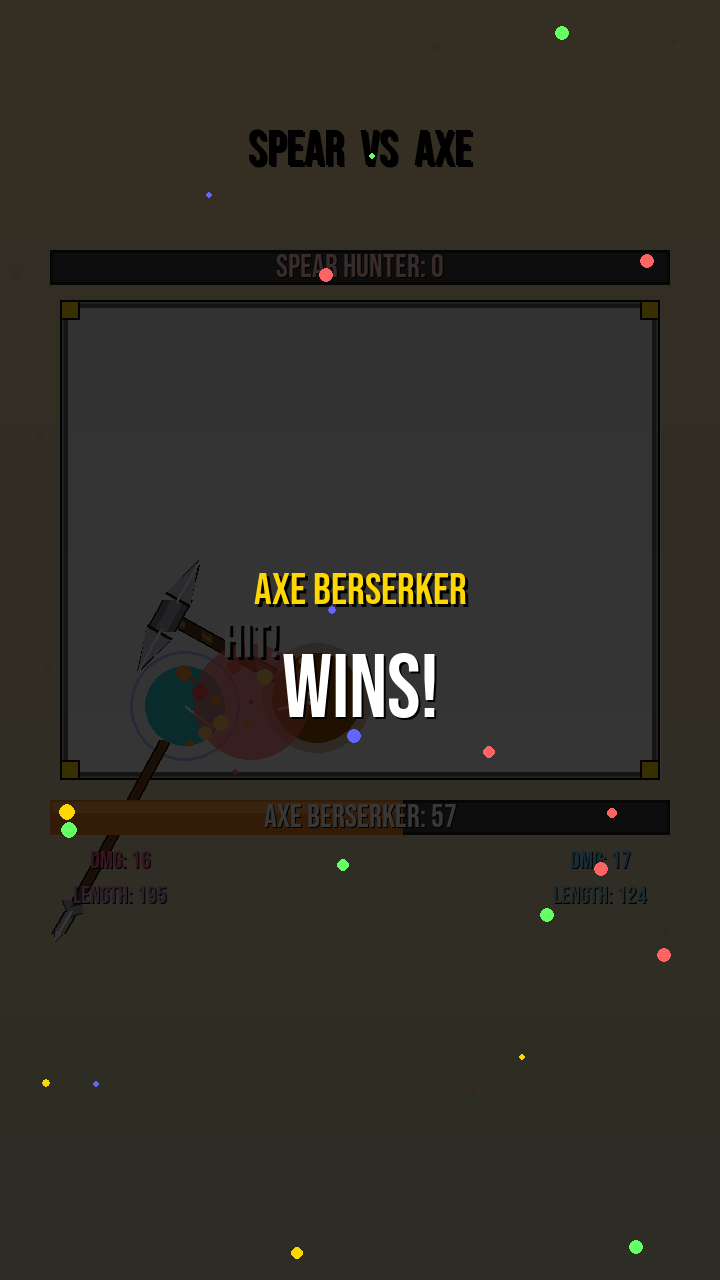 SPEAR VS AXE
SPEAR HUNTER: 0
AXE BERSERKER
HIT!
WINS!
AXE BERSERKER: 57
DMG: 16
DMG: 17
LENGTH: 195
LENGTH: 124